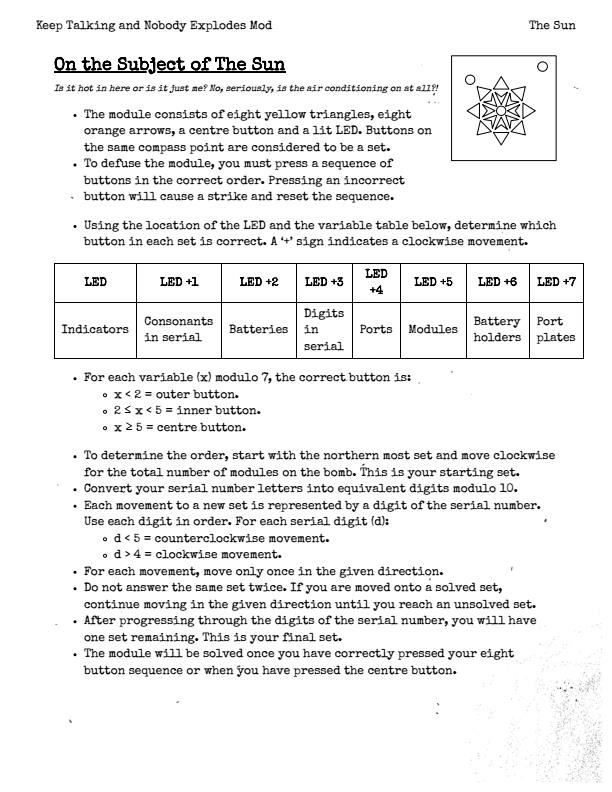 Keep Talking and Nobody Explodes Mod The Sun
On the Subject of The Sun
Is it hot in here or is it just me? No, seriously, is the air conditioning on at all?!
• The module consists of eight yellow triangles, eight
orange arrows, a centre button and a lit LED. Buttons on
the same compass point are considered to be a set.
• To defuse the module, you must press a sequence of
buttons in the correct order. Pressing an incorrect
button will cause a strike and reset the sequence.
• Using the location of the LED and the variable table below, determine which
button in each set is correct. A '+' sign indicates a clockwise movement.
LED LED +1 LED +2 LED +3 LED +4 LED +5 LED +6 LED +7
Indicators Consonants in serial Batteries Digits in serial Ports Modules Battery holders Port plates
• For each variable (x) modulo 7, the correct button is:
∘ x < 2 = outer button.
∘ 2 ≤ x < 5 = inner button.
∘ x ≥ 5 = centre button.
• To determine the order, start with the northern most set and move clockwise
for the total number of modules on the bomb. This is your starting set.
• Convert your serial number letters into equivalent digits modulo 10.
• Each movement to a new set is represented by a digit of the serial number.
Use each digit in order. For each serial digit (d):
∘ d < 5 = counterclockwise movement.
∘ d > 4 = clockwise movement.
• For each movement, move only once in the given direction.
• Do not answer the same set twice. If you are moved onto a solved set,
continue moving in the given direction until you reach an unsolved set.
• After progressing through the digits of the serial number, you will have
one set remaining. This is your final set.
• The module will be solved once you have correctly pressed your eight
button sequence or when you have pressed the centre button.